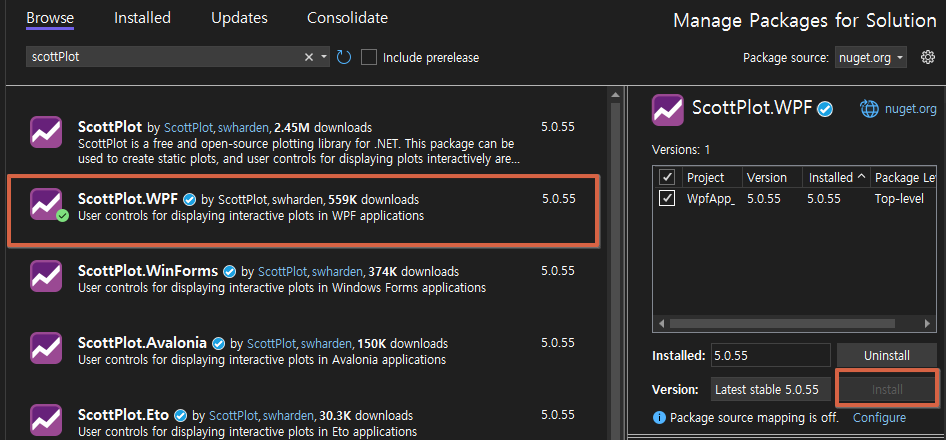 Browse Installed Updates Consolidate
Manage Packages for Solution
scottPlot
Include prerelease
Package source: nuget.org
ScottPlot by ScottPlot, swharden, 2.45M downloads 5.0.55
ScottPlot is a free and open-source plotting library for .NET. This package can be
used to create static plots, and user controls for displaying plots interactively are...
ScottPlot.WPF by ScottPlot, swharden, 559K downloads 5.0.55
User controls for displaying interactive plots in WPF applications
ScottPlot.WinForms by ScottPlot, swharden, 374K downloads 5.0.55
User controls for displaying interactive plots in Windows Forms applications
ScottPlot.Avalonia by ScottPlot, swharden, 150K downloads 5.0.55
User controls for displaying interactive plots in Avalonia applications
ScottPlot.Eto by ScottPlot, swharden, 30.3K downloads 5.0.55
User controls for displaying interactive plots in Eto applications
ScottPlot.WPF nuget.org
Versions: 1
Project Version Installed Package Le
WpfApp_ 5.0.55 5.0.55 Top-level
Installed: 5.0.55 Uninstall
Version: Latest stable 5.0.55 Install
Package source mapping is off. Configure